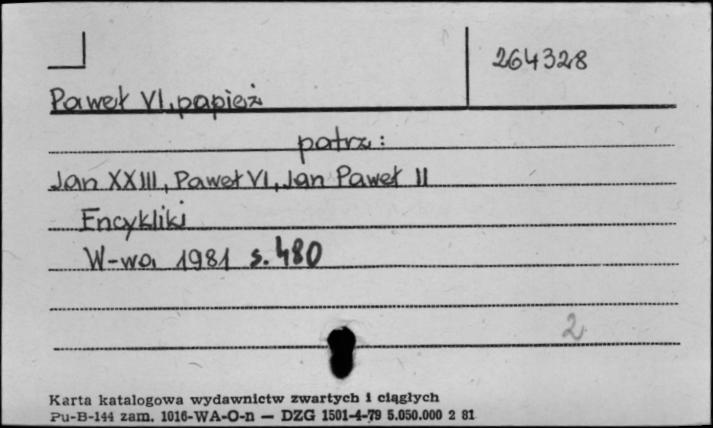 264328
Paweł VI, papież
patrz:
Jan XXIII, Paweł VI, Jan Paweł II
Encykliki
W-wa 1981 s. 480
2
Karta katalogowa wydawnictw zwartych i ciągłych
Pu-B-144 zam. 1016-WA-O-n — DZG 1501-4-79 5.050.000 2 81